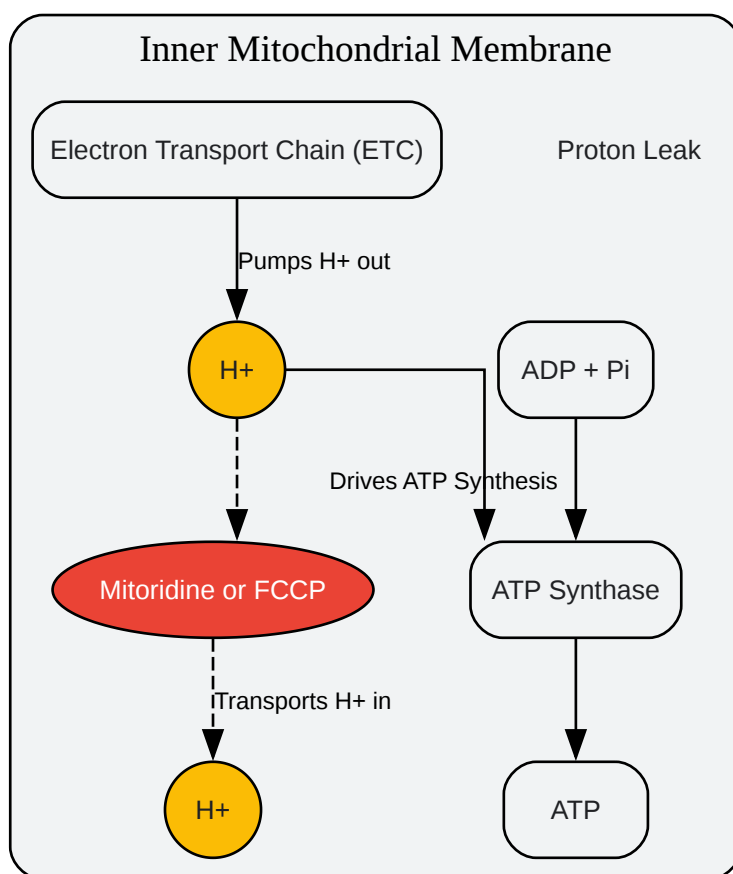 Inner Mitochondrial Membrane
Electron Transport Chain (ETC)
Proton Leak
Pumps H+ out
H+
ADP + Pi
Drives ATP Synthesis
Mitoridine or FCCP
ATP Synthase
Transports H+ in
H+
ATP